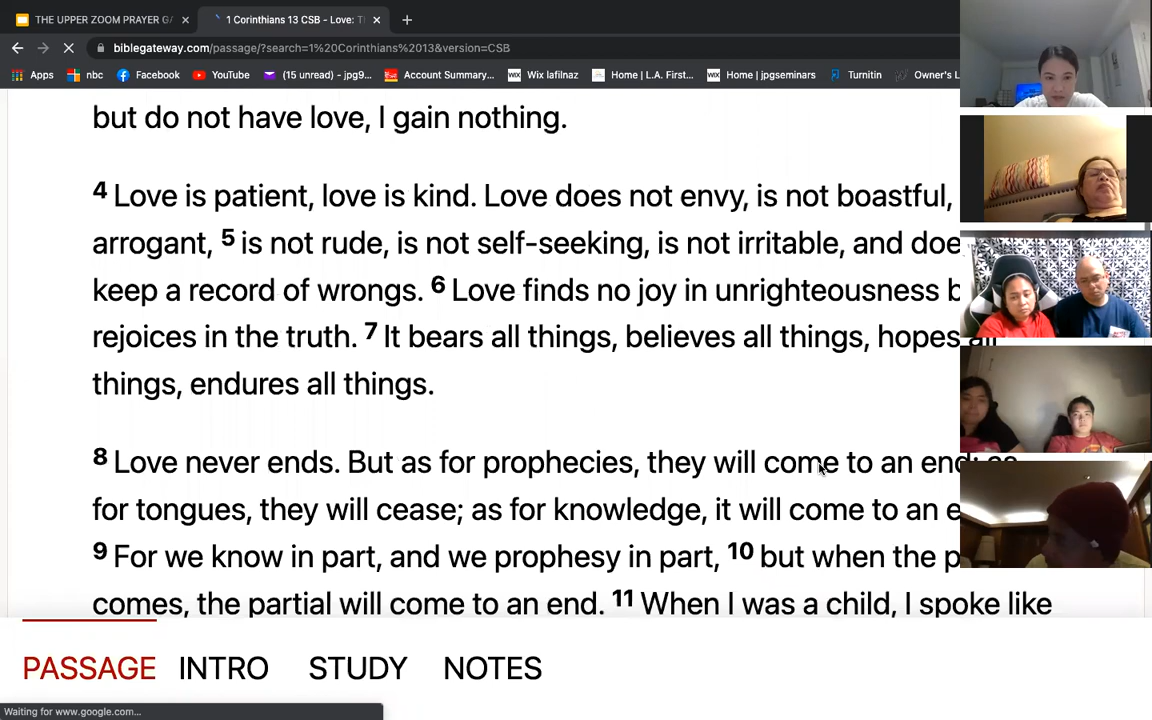 THE UPPER ZOOM PRAYER GA
1 Corinthians 13 CSB - Love: T
biblegateway.com/passage/?search=1%20Corinthians%2013&version=CSB
Apps nbc Facebook YouTube (15 unread) - jpg9... Account Summary... Wix lafilnaz Home | L.A. First... Home | jpgseminars Turnitin Owner's L
but do not have love, I gain nothing.
4 Love is patient, love is kind. Love does not envy, is not boastful,
arrogant, 5 is not rude, is not self-seeking, is not irritable, and doe
keep a record of wrongs. 6 Love finds no joy in unrighteousness b
rejoices in the truth. 7 It bears all things, believes all things, hopes all
things, endures all things.
8 Love never ends. But as for prophecies, they will come to an end; as
for tongues, they will cease; as for knowledge, it will come to an e
9 For we know in part, and we prophesy in part, 10 but when the p
comes, the partial will come to an end. 11 When I was a child, I spoke like
PASSAGE INTRO STUDY NOTES
Waiting for www.google.com...